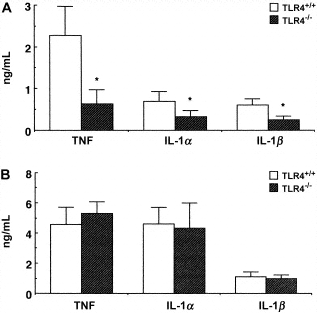 A
TLR4+/+
TLR4-/-
ng/mL
3
2
1
0
*
*
*
TNF
IL-1α
IL-1β
B
TLR4+/+
TLR4-/-
ng/mL
8
6
4
2
0
TNF
IL-1α
IL-1β